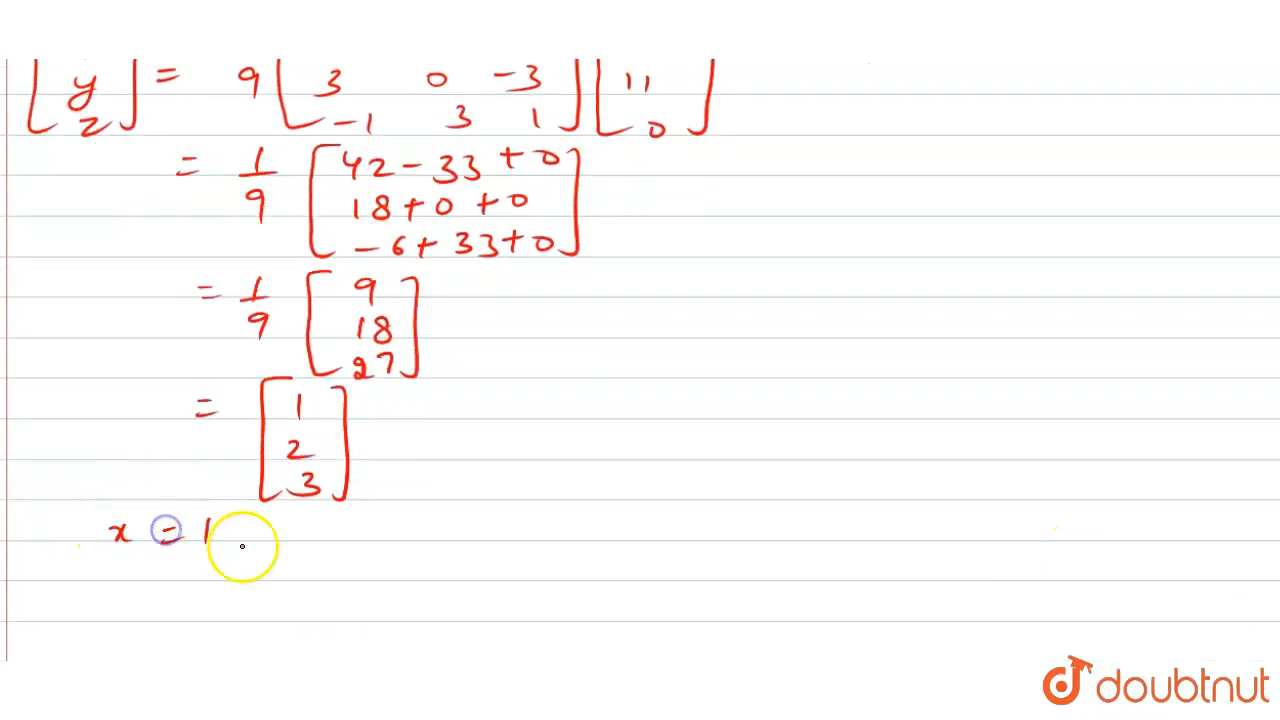 y = 9 3 0 -3 11
z -1 3 1 0
= 1/9 [ 42 - 33 + 0
18 + 0 + 0
- 6 + 33 + 0 ]
= 1/9 [ 9
18
27 ]
= [ 1
2
3 ]
x = 1
doubtnut